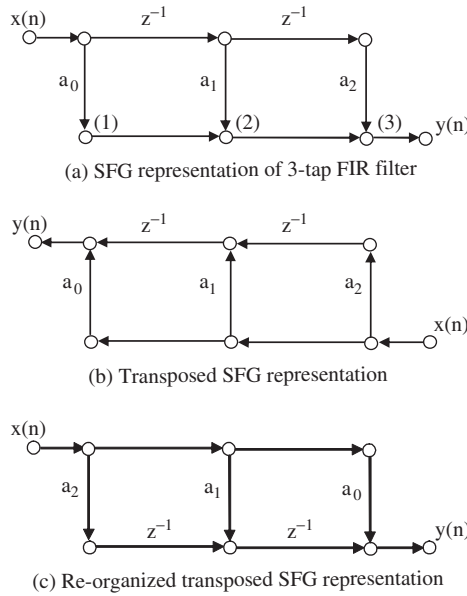 x(n) z⁻¹ z⁻¹
a₀ a₁ a₂
(1) (2) (3) y(n)
(a) SFG representation of 3-tap FIR filter
y(n) z⁻¹ z⁻¹
a₀ a₁ a₂
x(n)
(b) Transposed SFG representation
x(n)
a₂ a₁ a₀
z⁻¹ z⁻¹ y(n)
(c) Re-organized transposed SFG representation